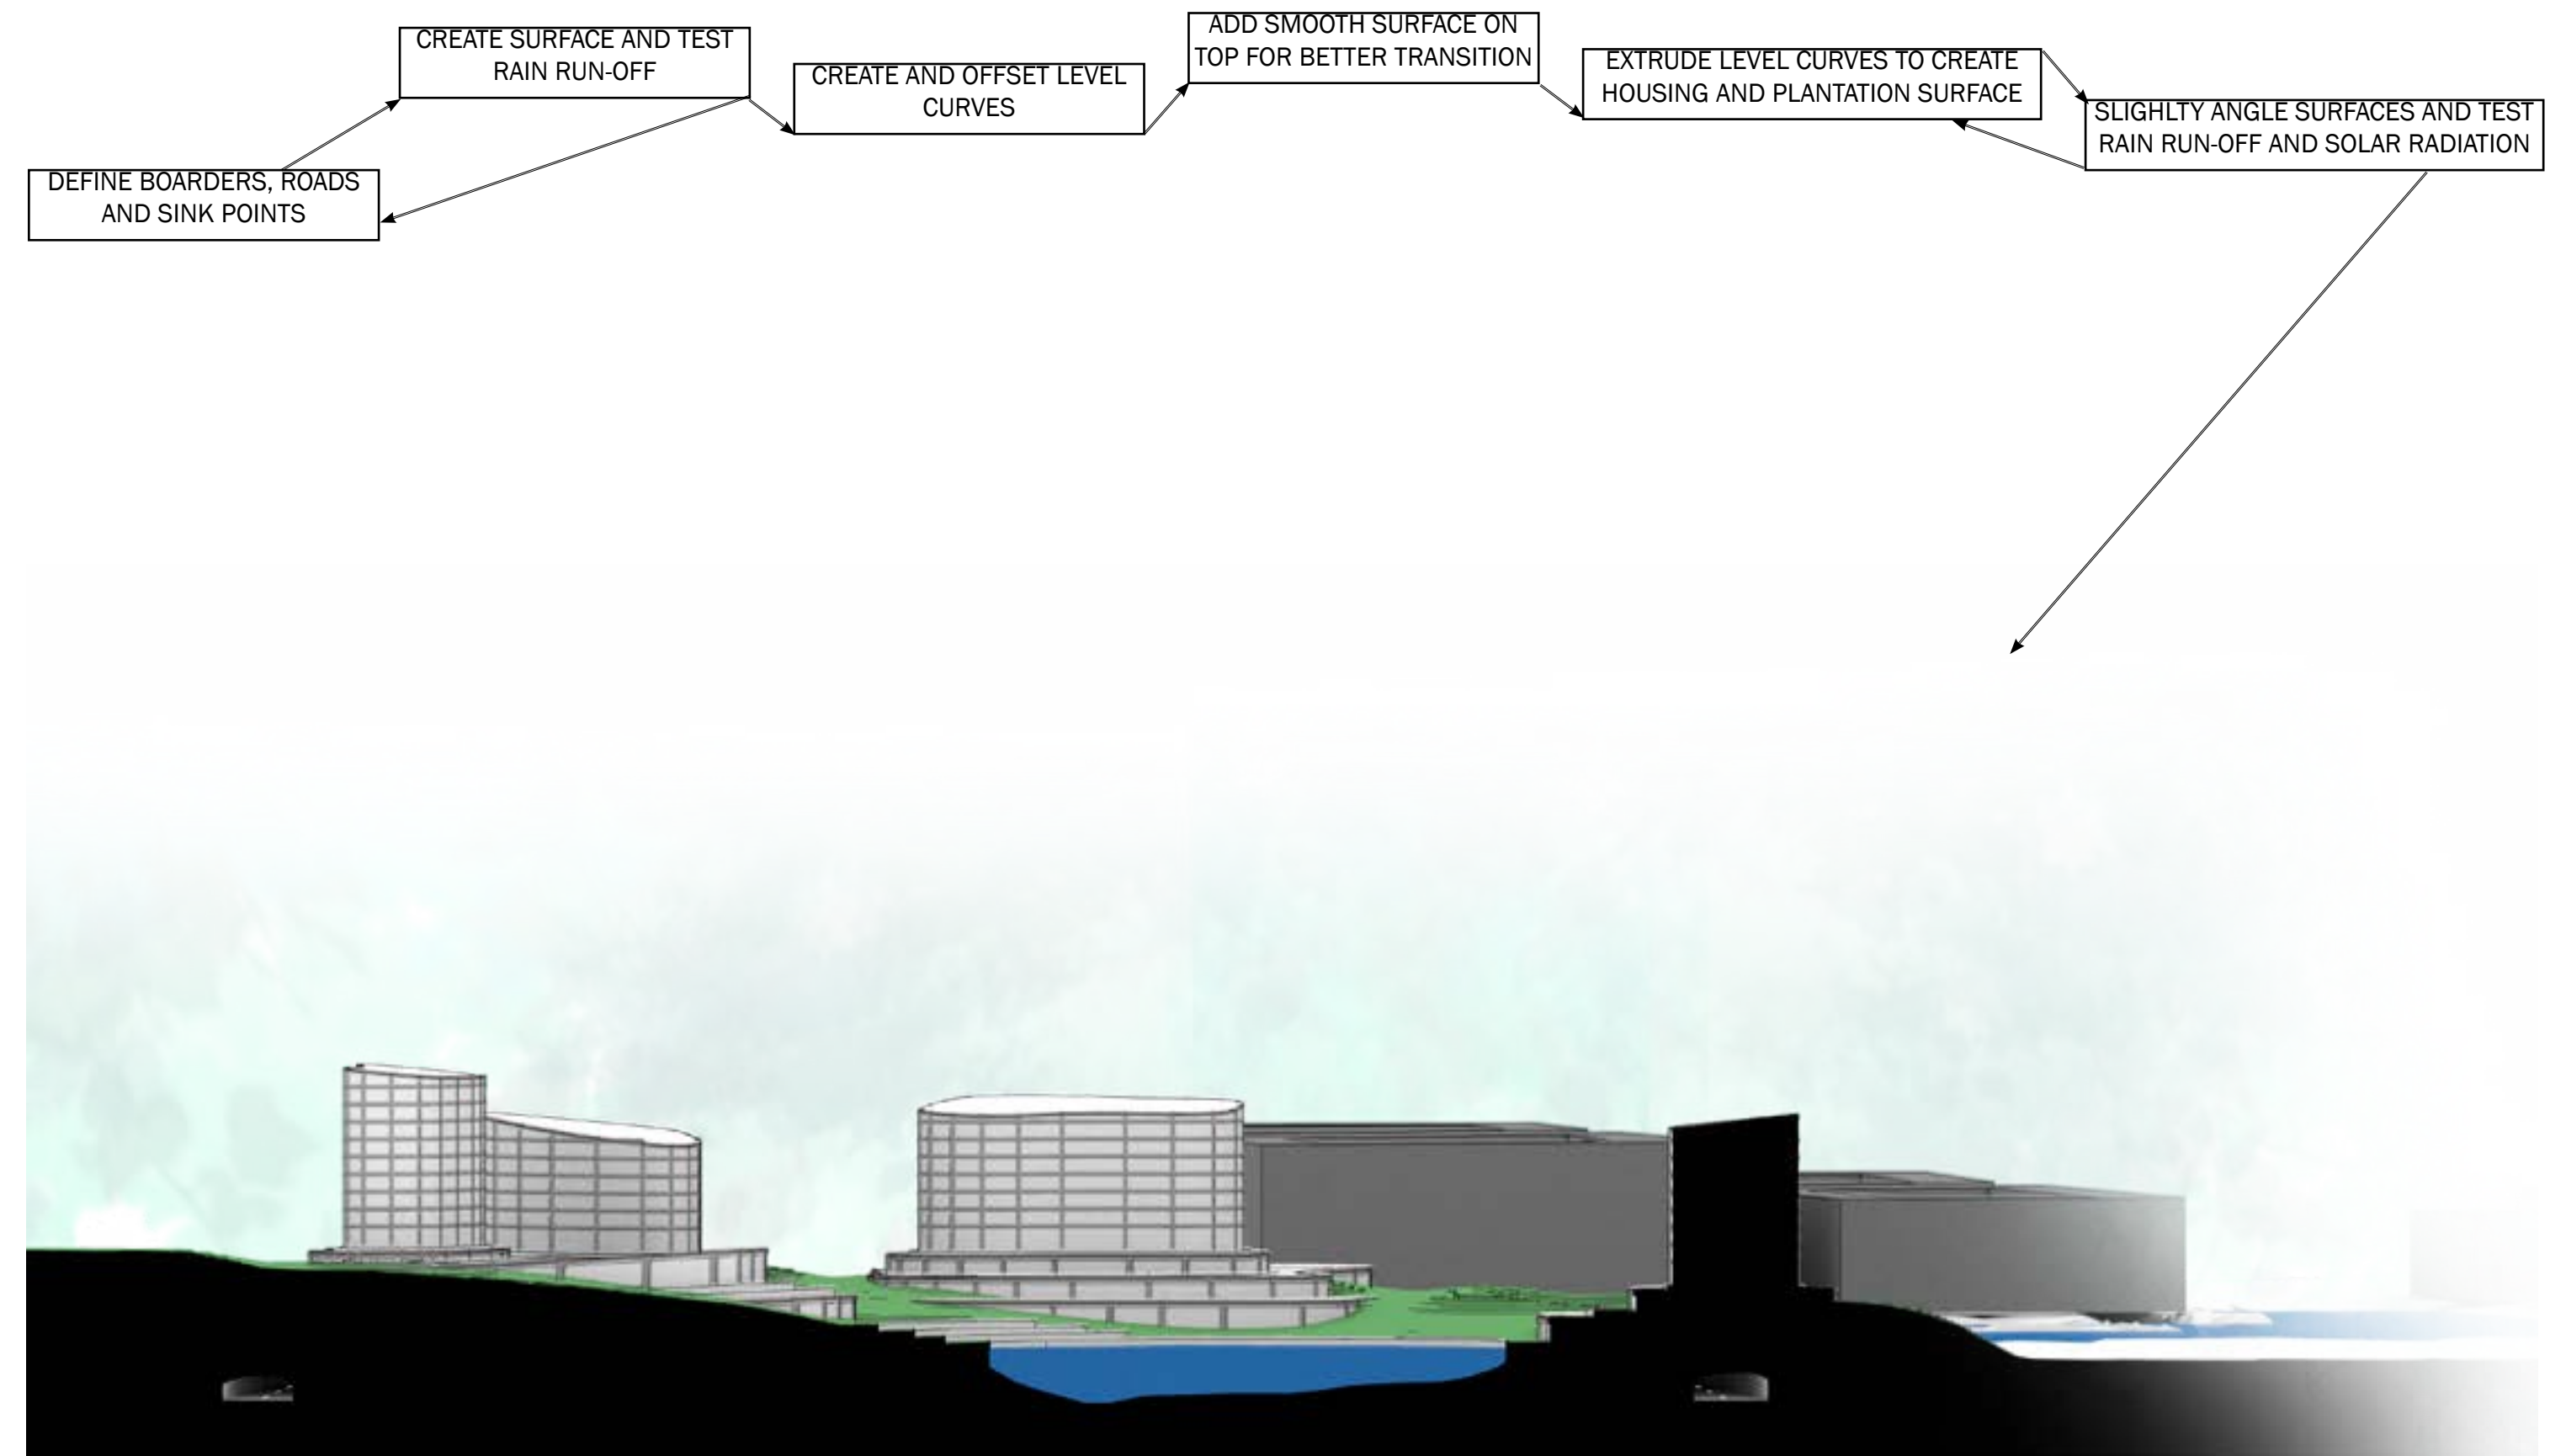 DEFINE BOARDERS, ROADS
AND SINK POINTS
CREATE SURFACE AND TEST
RAIN RUN-OFF
CREATE AND OFFSET LEVEL
CURVES
ADD SMOOTH SURFACE ON
TOP FOR BETTER TRANSITION
EXTRUDE LEVEL CURVES TO CREATE
HOUSING AND PLANTATION SURFACE
SLIGHLTY ANGLE SURFACES AND TEST
RAIN RUN-OFF AND SOLAR RADIATION